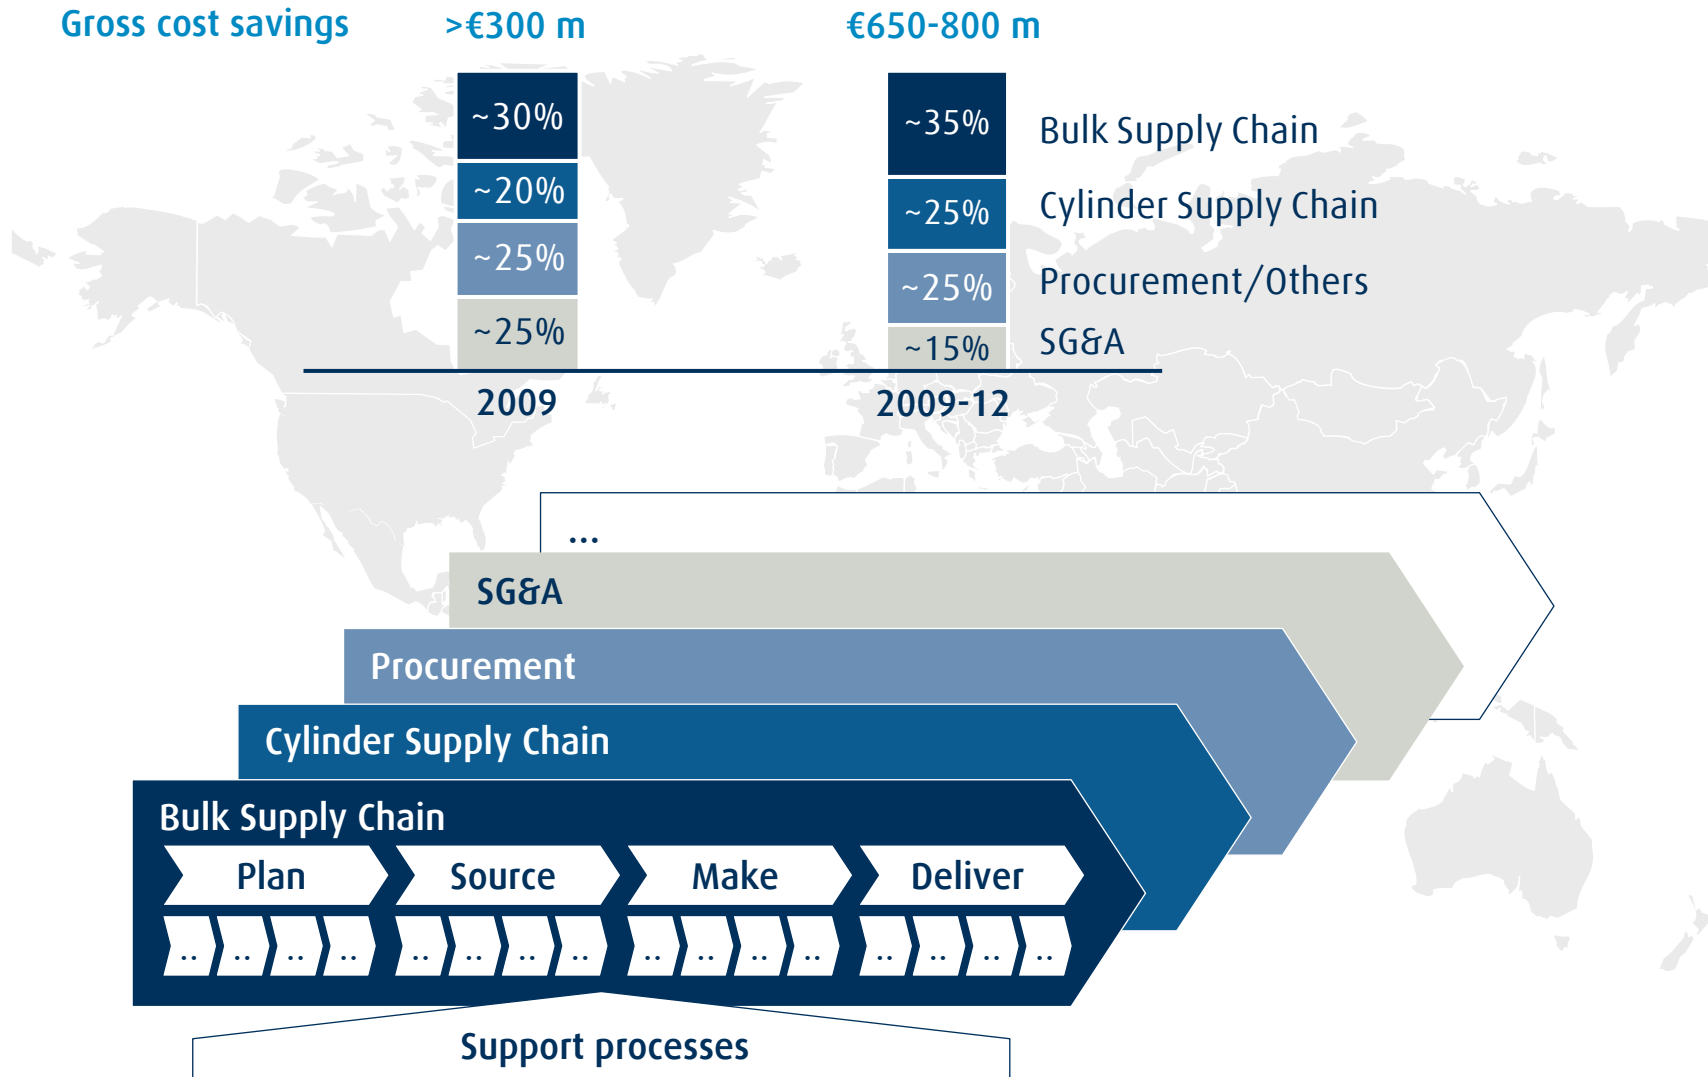 Gross cost savings >€300 m €650-800 m
~30% ~35% Bulk Supply Chain
~20% ~25% Cylinder Supply Chain
~25% ~25% Procurement/Others
~25% ~15% SG&A
2009 2009-12
...
SG&A
Procurement
Cylinder Supply Chain
Bulk Supply Chain
Plan Source Make Deliver
.. .. .. .. .. .. .. .. .. .. .. .. .. .. .. ..
Support processes